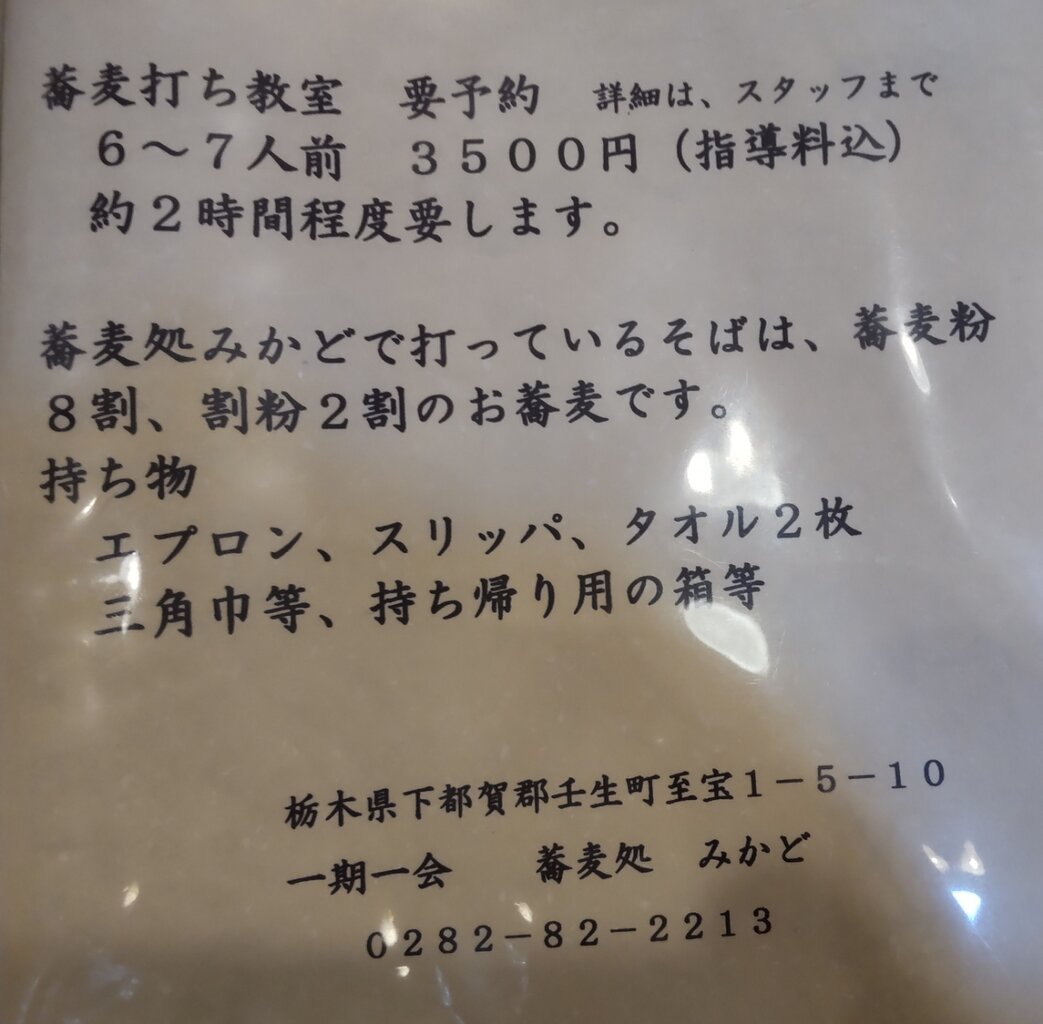 蕎麦打ち教室　要予約　詳細は、スタッフまで
６～７人前　３５００円（指導料込）
約２時間程度要します。
蕎麦処みかどで打っているそばは、蕎麦粉
８割、割粉２割のお蕎麦です。
持ち物
エプロン、スリッパ、タオル２枚
三角巾等、持ち帰り用の箱等
栃木県下都賀郡壬生町至宝１－５－１０
一期一会　蕎麦処　みかど
０２８２－８２－２２１３